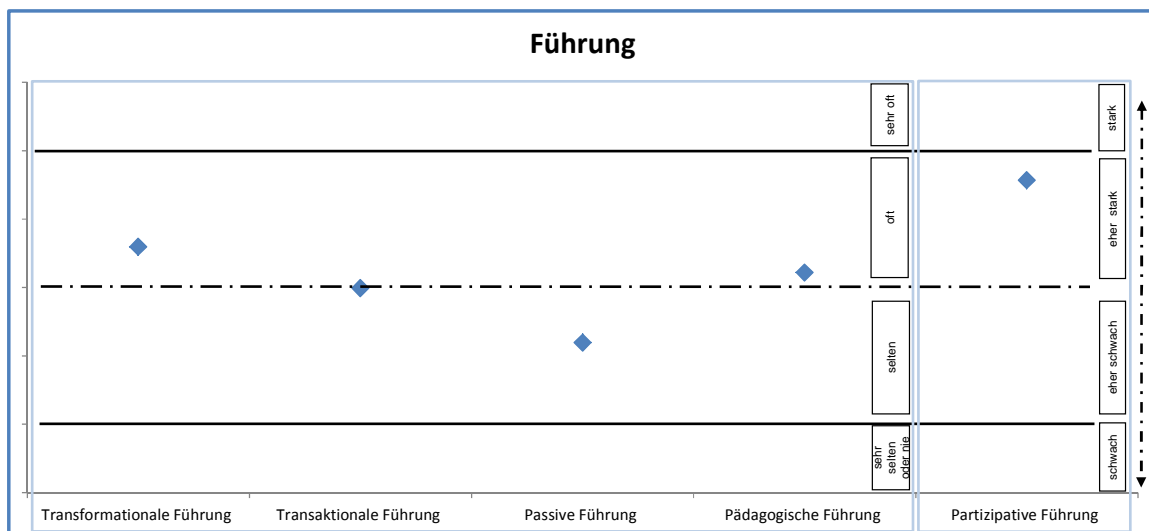 Führung
sehr oft
stark
oft
eher stark
selten
eher schwach
sehr
selten
oder nie
schwach
Transformationale Führung
Transaktionale Führung
Passive Führung
Pädagogische Führung
Partizipative Führung